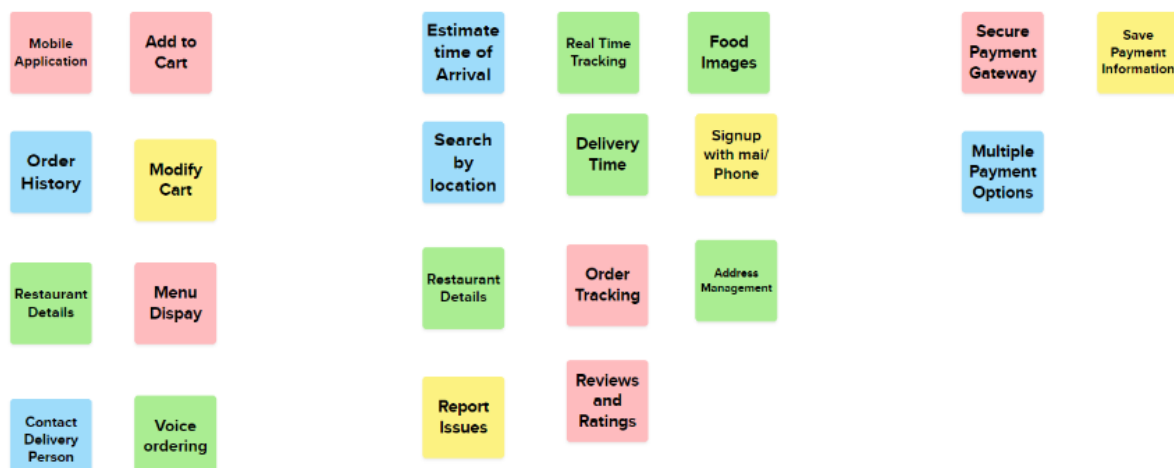 Mobile
Application
Add to
Cart
Order
History
Modify
Cart
Restaurant
Details
Menu
Dispay
Contact
Delivery
Person
Voice
ordering
Estimate
time of
Arrival
Real Time
Tracking
Food
Images
Search
by
location
Delivery
Time
Signup
with mai/
Phone
Restaurant
Details
Order
Tracking
Address
Management
Report
Issues
Reviews
and
Ratings
Secure
Payment
Gateway
Save
Payment
Information
Multiple
Payment
Options